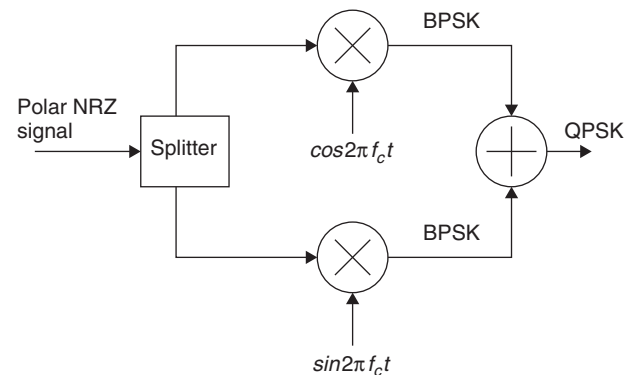 BPSK
Polar NRZ
signal
Splitter
QPSK
cos2πf_ct
BPSK
sin2πf_ct